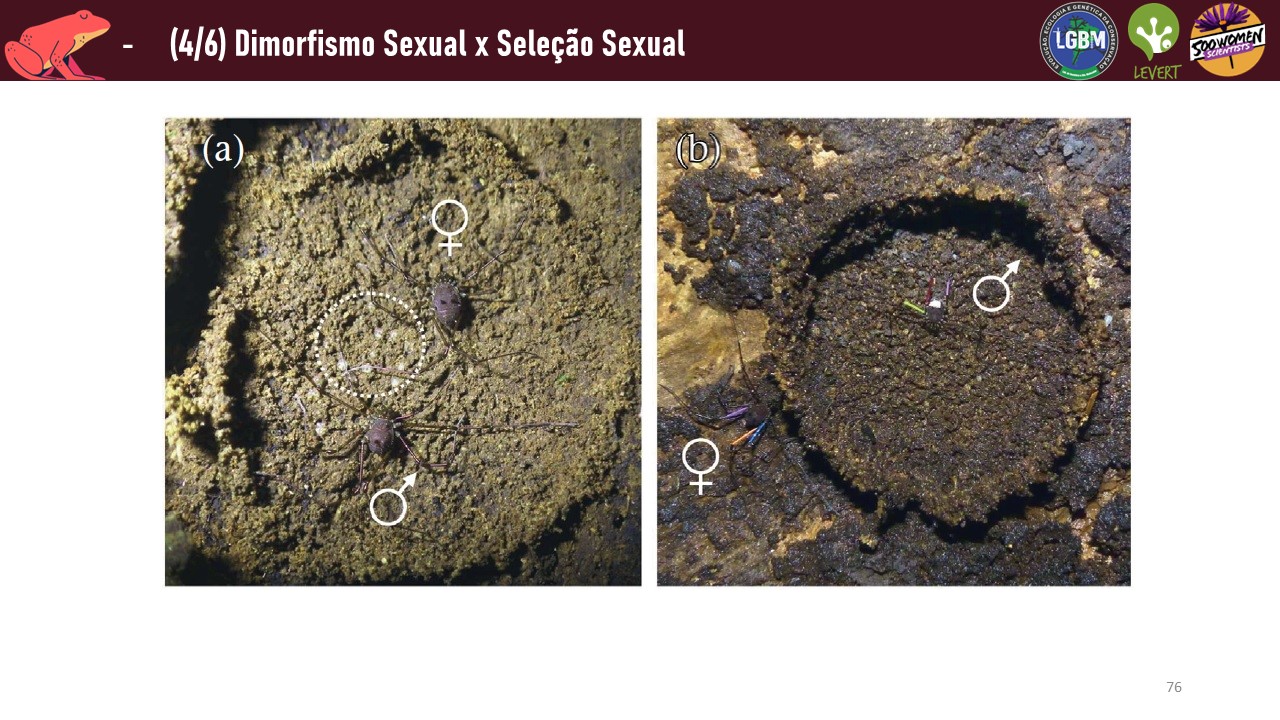 - (4/6) Dimorfismo Sexual x Seleção Sexual
EVOLUÇÃO, ECOLOGIA E GENÉTICA DA CONSERVAÇÃO
LGBM
LEVERT
500 WOMEN
SCIENTISTS
(a)
♀
♂
(b)
♂
♀
76